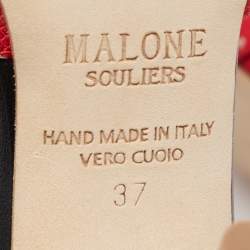 MALONE
SOULIERS
HAND MADE IN ITALY
VERO CUOIO
37